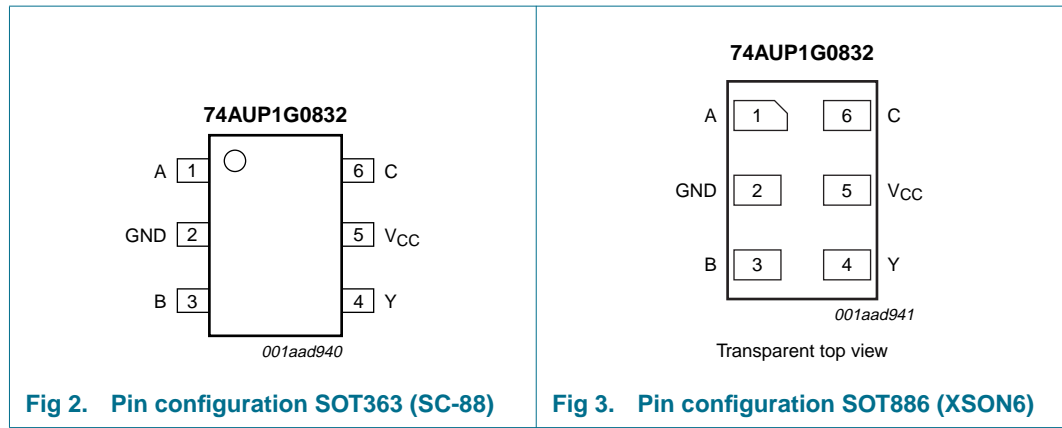 74AUP1G0832
A 1 6 C
GND 2 5 VCC
B 3 4 Y
001aad940
Fig 2. Pin configuration SOT363 (SC-88)
74AUP1G0832
A 1 6 C
GND 2 5 VCC
B 3 4 Y
001aad941
Transparent top view
Fig 3. Pin configuration SOT886 (XSON6)